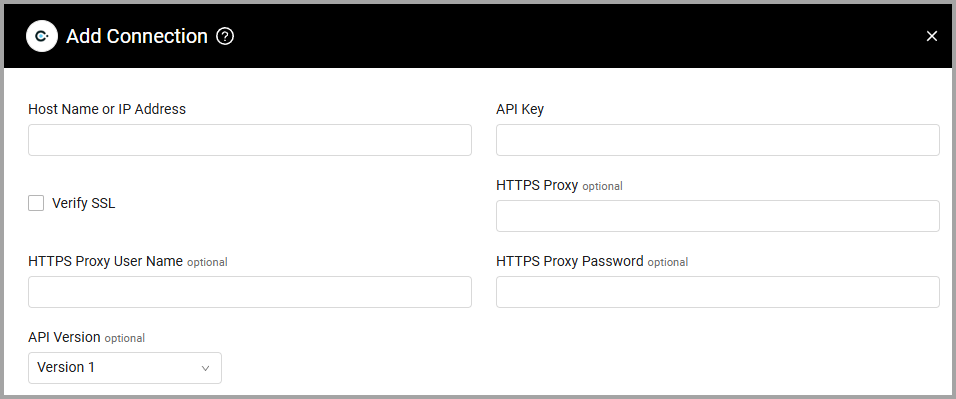 Add Connection ?
Host Name or IP Address
API Key
Verify SSL
HTTPS Proxy optional
HTTPS Proxy User Name optional
HTTPS Proxy Password optional
API Version optional
Version 1